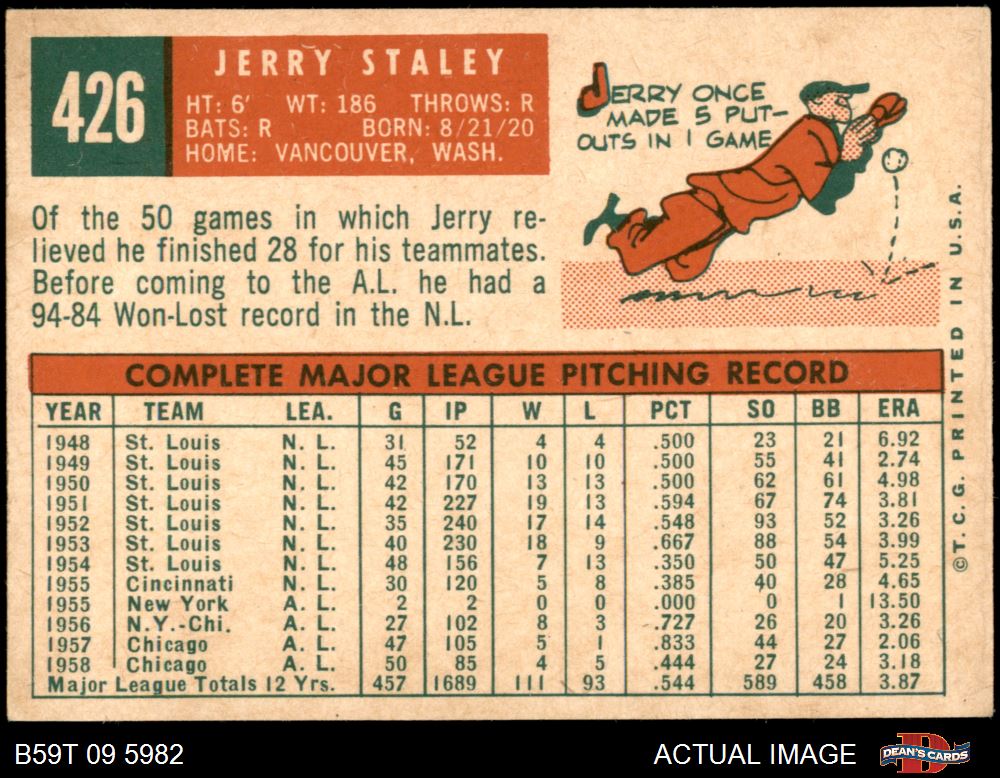 426
JERRY STALEY
HT: 6' WT: 186 THROWS: R
BATS: R BORN: 8/21/20
HOME: VANCOUVER, WASH.
JERRY ONCE
MADE 5 PUT-
OUTS IN 1 GAME
Of the 50 games in which Jerry re-
lieved he finished 28 for his teammates.
Before coming to the A.L. he had a
94-84 Won-Lost record in the N.L.
COMPLETE MAJOR LEAGUE PITCHING RECORD
YEAR TEAM LEA. G IP W L PCT SO BB ERA
1948 St. Louis N. L. 31 52 4 4 .500 23 21 6.92
1949 St. Louis N. L. 45 171 10 10 .500 55 41 2.74
1950 St. Louis N. L. 42 170 13 13 .500 62 61 4.98
1951 St. Louis N. L. 42 227 19 13 .594 67 74 3.81
1952 St. Louis N. L. 35 240 17 14 .548 93 52 3.26
1953 St. Louis N. L. 40 230 18 9 .667 88 54 3.99
1954 St. Louis N. L. 48 156 7 13 .350 50 47 5.25
1955 Cincinnati N. L. 30 120 5 8 .385 40 28 4.65
1955 New York A. L. 2 2 0 0 .000 0 1 13.50
1956 N.Y.-Chi. A. L. 27 102 8 3 .727 26 20 3.26
1957 Chicago A. L. 47 105 5 1 .833 44 27 2.06
1958 Chicago A. L. 50 85 4 5 .444 27 24 3.18
Major League Totals 12 Yrs. 457 1689 111 93 .544 589 458 3.87
©T. C. G. PRINTED IN U.S.A.
B59T 09 5982
ACTUAL IMAGE
DEAN'S CARDS